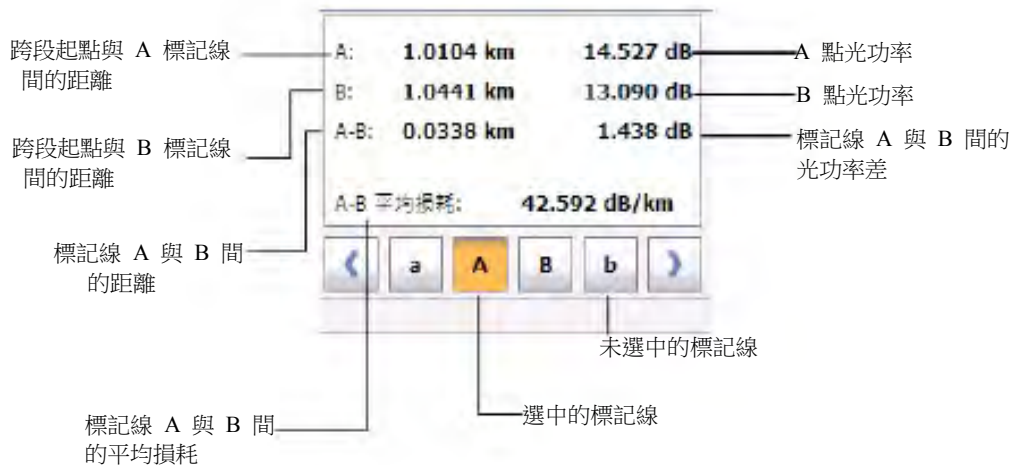 跨段起點與 A 標記線
間的距離
跨段起點與 B 標記線
間的距離
標記線 A 與 B 間
的距離
標記線 A 與 B 間
的平均損耗
A: 1.0104 km 14.527 dB
B: 1.0441 km 13.090 dB
A-B: 0.0338 km 1.438 dB
A-B 平均損耗: 42.592 dB/km
a A B b
A 點光功率
B 點光功率
標記線 A 與 B 間的
光功率差
未選中的標記線
選中的標記線